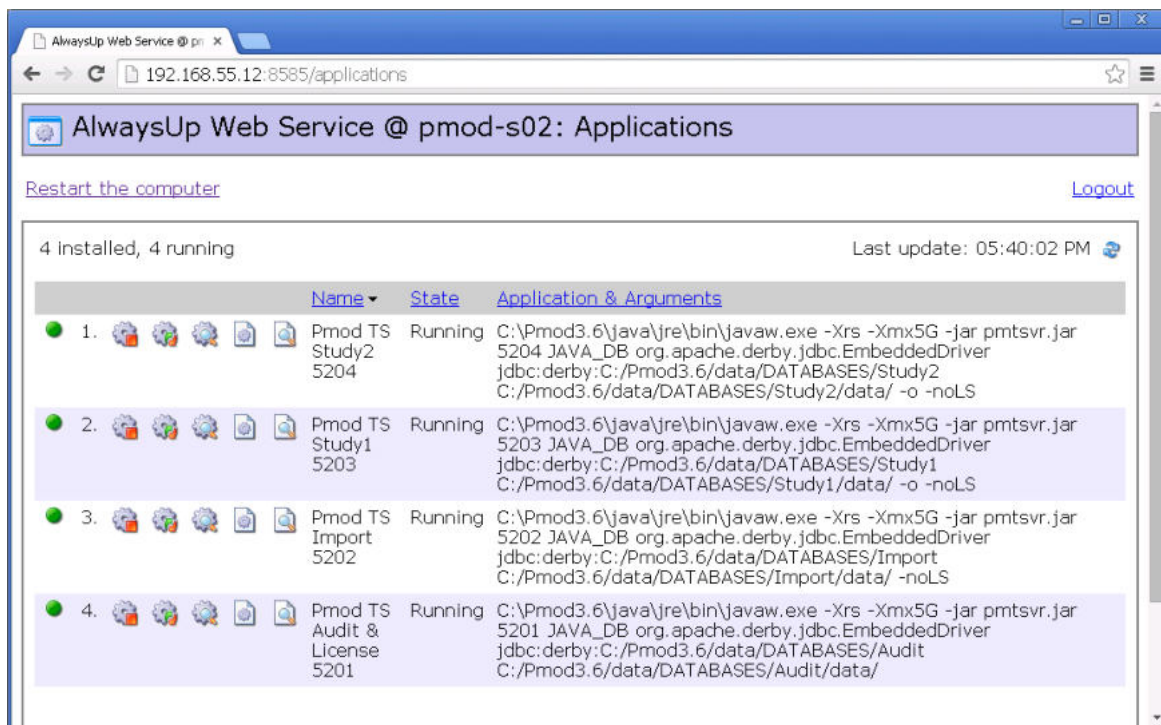 AlwaysUp Web Service @ pm
192.168.55.12:8585/applications
AlwaysUp Web Service @ pmod-s02: Applications
Restart the computer Logout
4 installed, 4 running Last update: 05:40:02 PM
Name State Application & Arguments
1. Pmod TS Running C:\Pmod3.6\java\jre\bin\javaw.exe -Xrs -Xmx5G -jar pmtsvr.jar
Study2 5204 JAVA_DB org.apache.derby.jdbc.EmbeddedDriver
5204 jdbc:derby:C:/Pmod3.6/data/DATABASES/Study2
C:/Pmod3.6/data/DATABASES/Study2/data/ -o -noLS
2. Pmod TS Running C:\Pmod3.6\java\jre\bin\javaw.exe -Xrs -Xmx5G -jar pmtsvr.jar
Study1 5203 JAVA_DB org.apache.derby.jdbc.EmbeddedDriver
5203 jdbc:derby:C:/Pmod3.6/data/DATABASES/Study1
C:/Pmod3.6/data/DATABASES/Study1/data/ -o -noLS
3. Pmod TS Running C:\Pmod3.6\java\jre\bin\javaw.exe -Xrs -Xmx5G -jar pmtsvr.jar
Import 5202 JAVA_DB org.apache.derby.jdbc.EmbeddedDriver
5202 jdbc:derby:C:/Pmod3.6/data/DATABASES/Import
C:/Pmod3.6/data/DATABASES/Import/data/ -noLS
4. Pmod TS Running C:\Pmod3.6\java\jre\bin\javaw.exe -Xrs -Xmx5G -jar pmtsvr.jar
Audit & 5201 JAVA_DB org.apache.derby.jdbc.EmbeddedDriver
License jdbc:derby:C:/Pmod3.6/data/DATABASES/Audit
5201 C:/Pmod3.6/data/DATABASES/Audit/data/